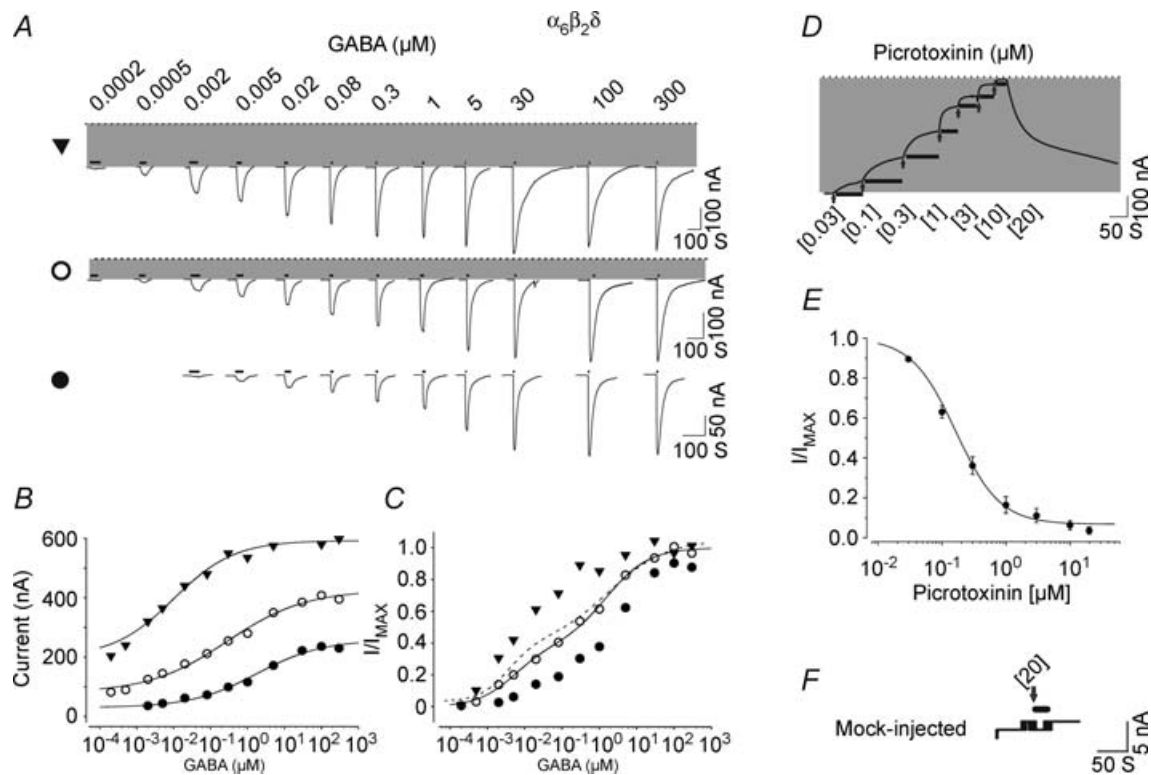 A
α6β2δ
GABA (µM)
0.0002 0.0005 0.002 0.005 0.02 0.08 0.3 1 5 30 100 300
100 nA
100 S
100 nA
100 S
50 nA
100 S
D
Picrotoxinin (µM)
[0.03] [0.1] [0.3] [1] [3] [10] [20]
100 nA
50 S
E
I/IMAX
1.0
0.8
0.6
0.4
0.2
0.0
10-2 10-1 100 101
Picrotoxinin [µM]
B
Current (nA)
600
400
200
0
10-4 10-2 10-1 100 101 102 103
GABA (µM)
C
I/IMAX
1.0
0.8
0.6
0.4
0.2
0
10-4 10-2 10-1 100 101 102 103
GABA (µM)
F
[20]
Mock-injected
5 nA
50 S